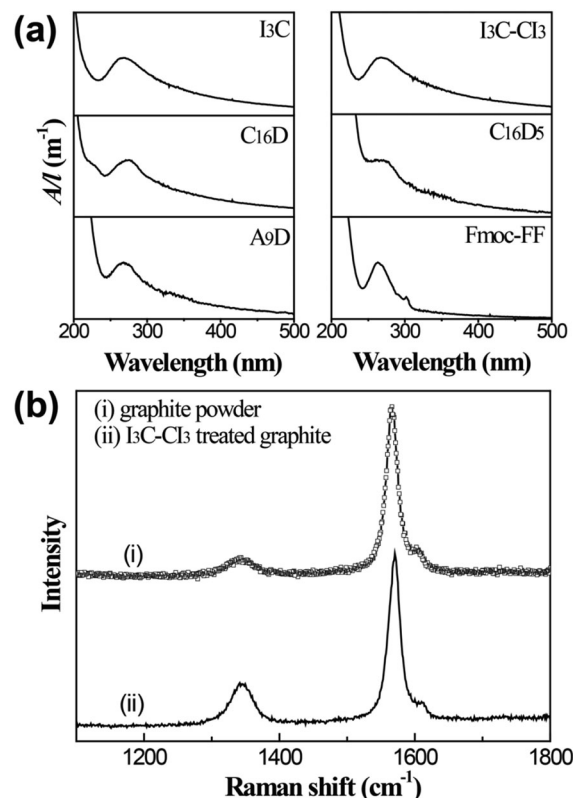 (a)
I₃C
I₃C-CI₃
C₁₆D
C₁₆D₅
A₉D
Fmoc-FF
A/l (m⁻¹)
200 300 400 500
200 300 400 500
Wavelength (nm)
Wavelength (nm)
(b)
(i) graphite powder
(ii) I₃C-CI₃ treated graphite
(i)
(ii)
Intensity
1200 1400 1600 1800
Raman shift (cm⁻¹)